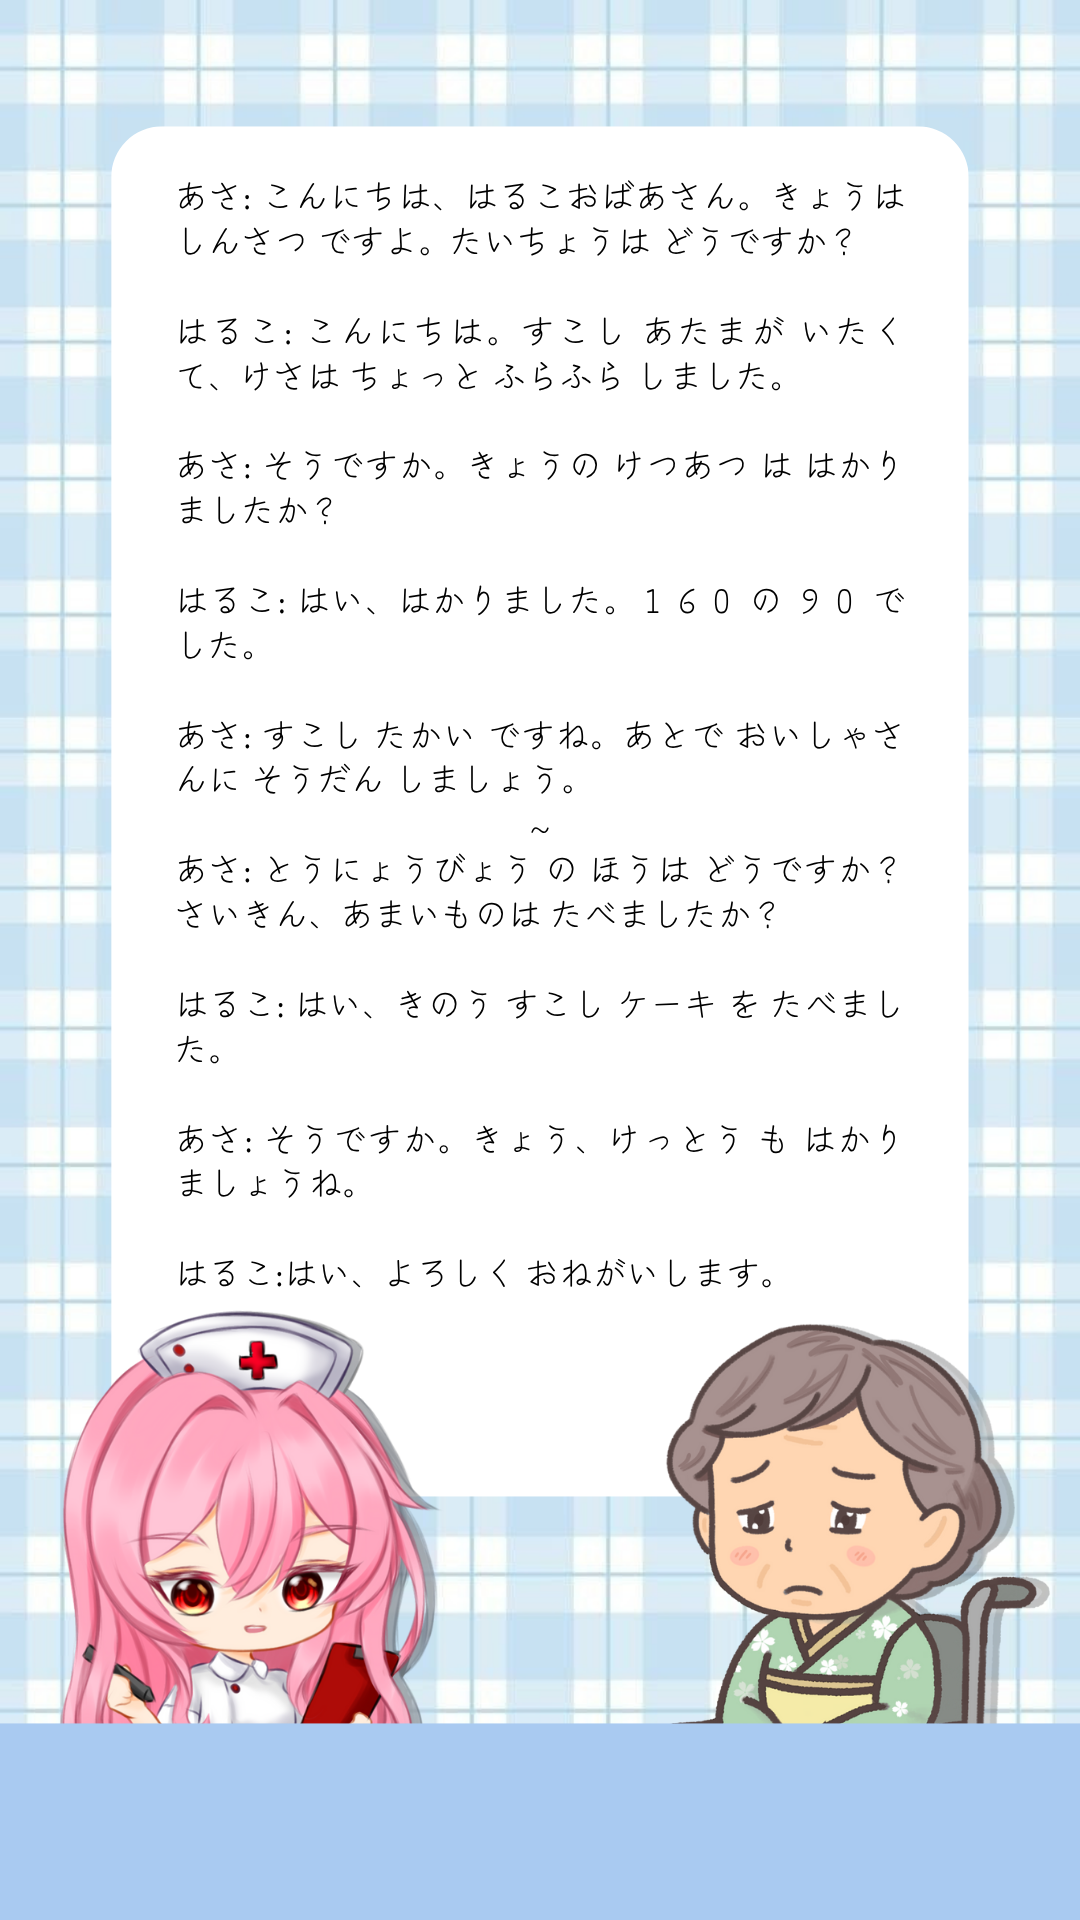 あさ: こんにちは、はるこおばあさん。きょうは
しんさつ ですよ。たいちょうは どうですか？
はるこ: こんにちは。すこし あたまが いたく
て、けさは ちょっと ふらふら しました。
あさ: そうですか。きょうの けつあつ は はかり
ましたか？
はるこ: はい、はかりました。１６０ の ９０ で
した。
あさ: すこし たかい ですね。あとで おいしゃさ
んに そうだん しましょう。
~
あさ: とうにょうびょう の ほうは どうですか？
さいきん、あまいものは たべましたか？
はるこ: はい、きのう すこし ケーキ を たべまし
た。
あさ: そうですか。きょう、けっとう も はかり
ましょうね。
はるこ:はい、よろしく おねがいします。